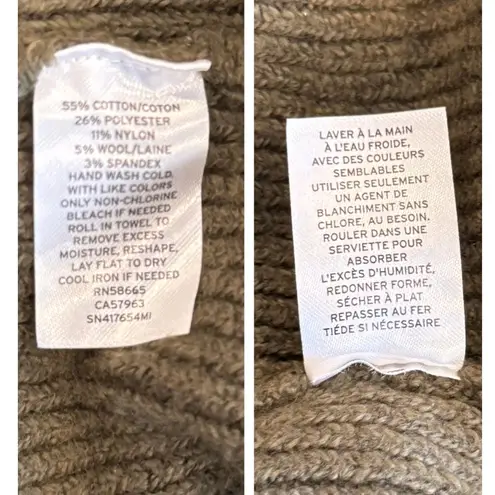 55% COTTON/COTON
26% POLYESTER
11% NYLON
5% WOOL/LAINE
3% SPANDEX
HAND WASH COLD
WITH LIKE COLORS
ONLY NON-CHLORINE
BLEACH IF NEEDED
ROLL IN TOWEL TO
REMOVE EXCESS
MOISTURE, RESHAPE,
LAY FLAT TO DRY
COOL IRON IF NEEDED
RN58665
CA57963
SN417654MI
LAVER À LA MAIN
À L'EAU FROIDE,
AVEC DES COULEURS
SEMBLABLES
UTILISER SEULEMENT
UN AGENT DE
BLANCHIMENT SANS
CHLORE, AU BESOIN.
ROULER DANS UNE
SERVIETTE POUR
ABSORBER
L'EXCÈS D'HUMIDITÉ,
REDONNER FORME,
SÉCHER À PLAT
REPASSER AU FER
TIÉDE SI NÉCESSAIRE